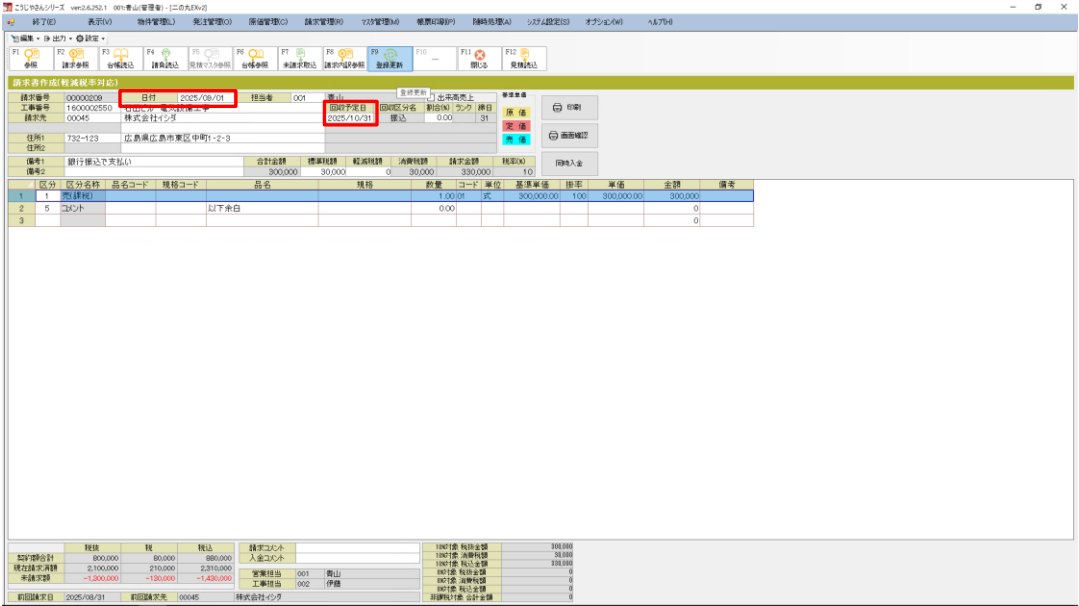 こうじやさんシリーズ ver.2.6.252.1 001:青山(管理者) - [二の丸EXv2]
終了(E) 表示(V) 物件管理(L) 発注管理(O) 原価管理(C) 請求管理(R) マスタ管理(M) 帳票印刷(P) 随時処理(A) システム設定(S) オプション(W) ヘルプ(H)
編集 出力 設定
F1 参照 F2 請求参照 F3 台帳読込 F4 請負読込 F5 見積マスタ参照 F6 台帳参照 F7 未請求取込 F8 請求内訳参照 F9 登録更新 F10 F11 閉じる F12 見積読込
請求書作成(軽減税率対応)
登録更新
請求番号 00000209 日付 2025/09/01 担当者 001 青山 出来高売上 基準単価
工事番号 1600002550 石田ビル 電気設備工事 回収予定日 回収区分名 割合(%) ランク 締日 原 価 印刷
請求先 00045 株式会社イシダ 2025/10/31 振込 0.00 31
定 価
住所1 732-123 広島県広島市東区中町1-2-3 売 価 画面確認
住所2
備考1 銀行振込で支払い 合計金額 標準税額 軽減税額 消費税額 請求金額 税率(%) 同時入金
備考2 300,000 30,000 0 30,000 330,000 10
区分 区分名称 品名コード 規格コード 品名 規格 数量 コード 単位 基準単価 掛率 単価 金額 備考
1 1 売(課税) 1.00 01 式 300,000.00 100 300,000.00 300,000
2 5 コメント 以下余白 0.00 0
3 0
税抜 税 税込 請求コメント
契約額合計 800,000 80,000 880,000 入金コメント
現在請求済額 2,100,000 210,000 2,310,000 営業担当 001 青山
未請求額 -1,300,000 -130,000 -1,430,000 工事担当 002 伊藤
前回請求日 2025/08/31 前回請求先 00045 株式会社イシダ
10%対象 税抜金額 300,000
10%対象 消費税額 30,000
10%対象 税込金額 330,000
8%対象 税抜金額 0
8%対象 消費税額 0
8%対象 税込金額 0
非課税対象 合計金額 0